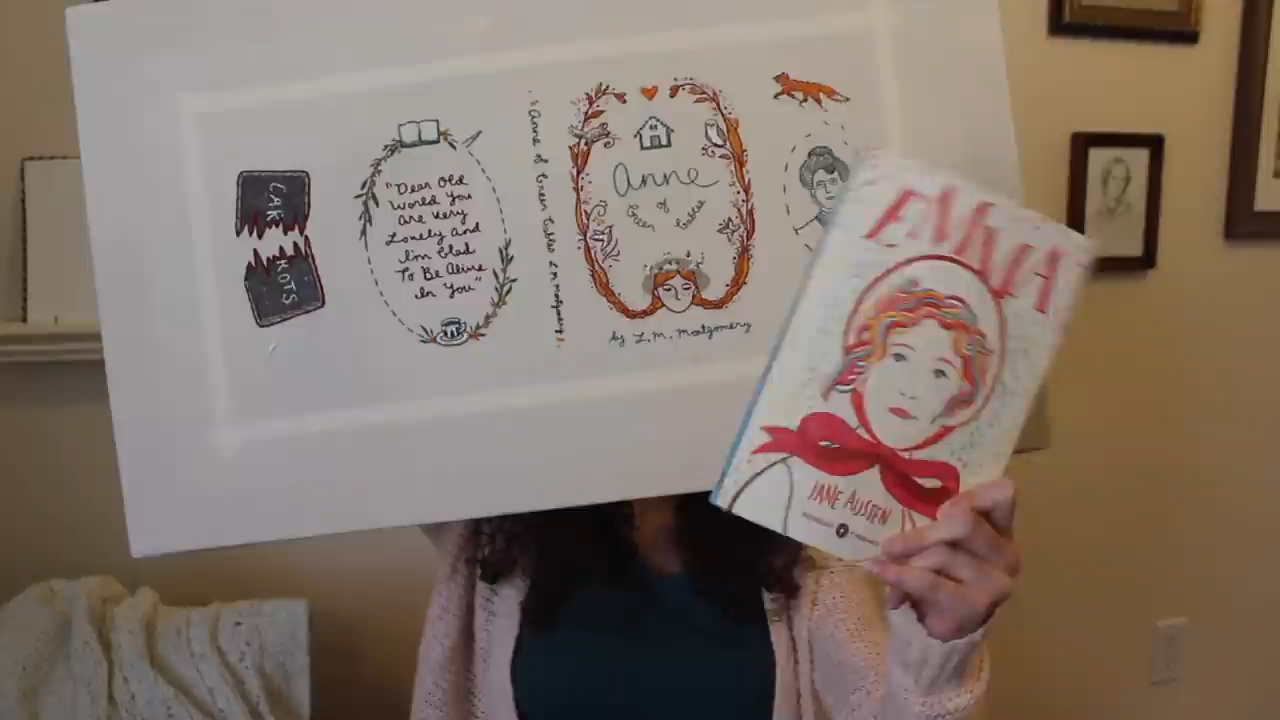 CAR
ROTS
"Dear Old
World You
Are Very
Lovely And
I'm Glad
To Be Alive
In You"
Anne of Green Gables L.M. Montgomery
Anne
of
Green Gables
by L.M. Montgomery
EMMA
JANE AUSTEN